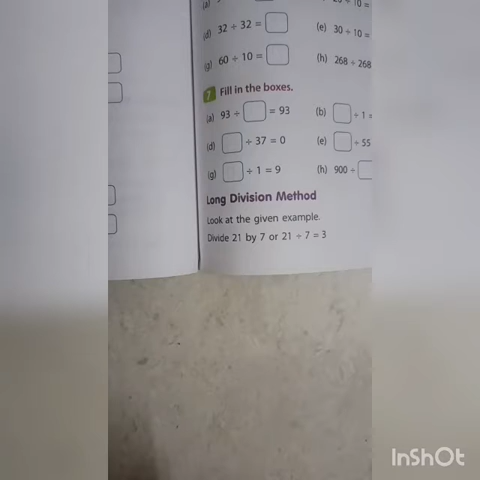 (a)
10 =
(d) 32 ÷ 32 =
(e) 30 ÷ 10 =
(g) 60 ÷ 10 =
(h) 268 ÷ 268
7 Fill in the boxes.
(a) 93 ÷ = 93
(b) ÷ 1 =
(d) ÷ 37 = 0
(e) ÷ 55
(g) ÷ 1 = 9
(h) 900 ÷
Long Division Method
Look at the given example.
Divide 21 by 7 or 21 ÷ 7 = 3
InShOt